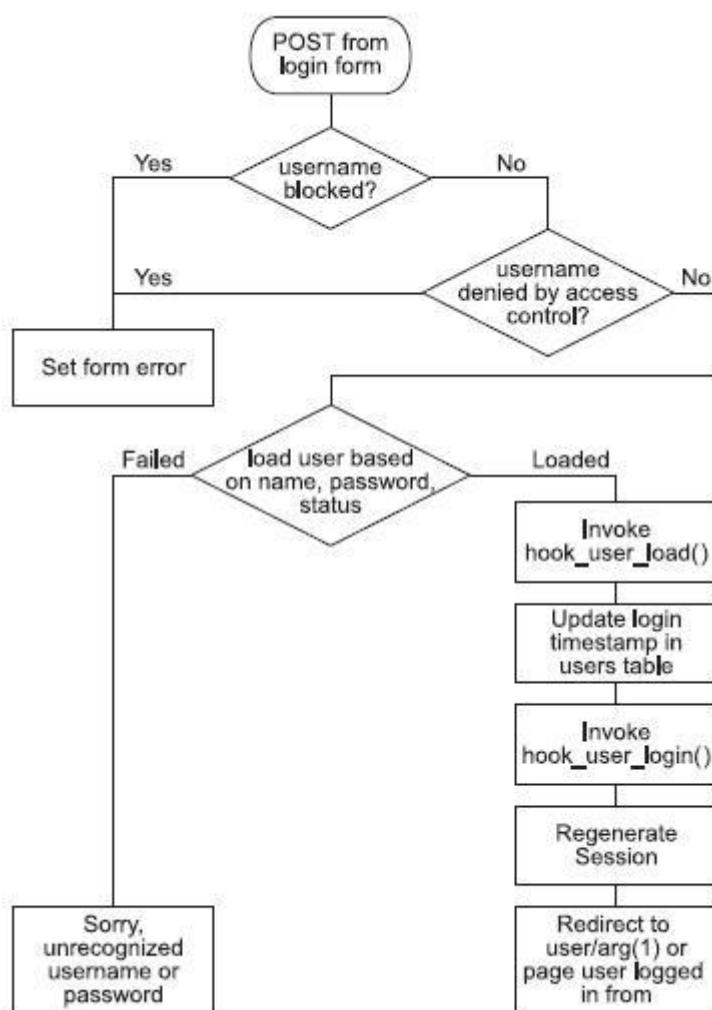 POST from
login form
Yes
username
blocked?
No
Yes
username
denied by access
control?
No
Set form error
Failed
load user based
on name, password,
status
Loaded
Invoke
hook_user_load()
Update login
timestamp in
users table
Invoke
hook_user_login()
Regenerate
Session
Sorry,
unrecognized
username or
password
Redirect to
user/arg(1) or
page user logged
in from